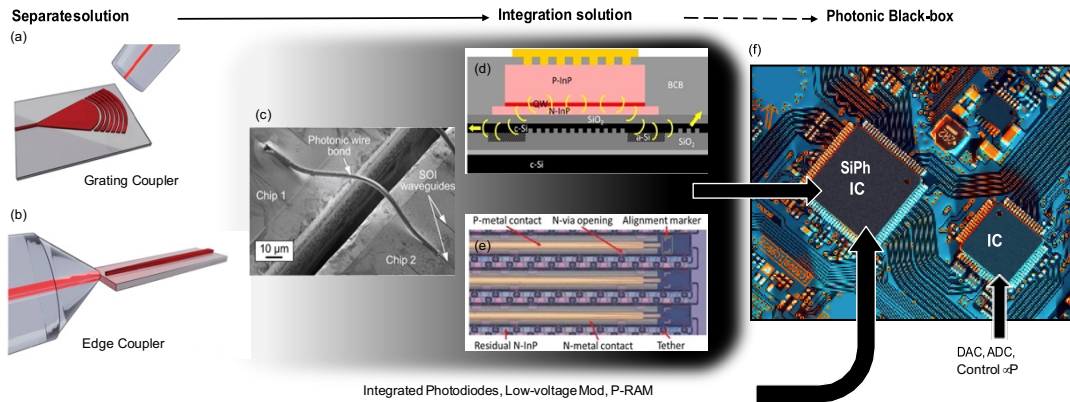 Separatesolution
Integration solution
Photonic Black-box
(a)
Grating Coupler
(b)
Edge Coupler
(c)
Photonic wire
bond
SOI
waveguides
Chip 1
10 µm
Chip 2
(d)
P-InP
BCB
QW
N-InP
SiO2
c-Si
a-Si
SiO2
c-Si
P-metal contact
N-via opening
Alignment marker
(e)
Residual N-InP
N-metal contact
Tether
(f)
SiPh
IC
IC
DAC, ADC,
Control ∝P
Integrated Photodiodes, Low-voltage Mod, P-RAM